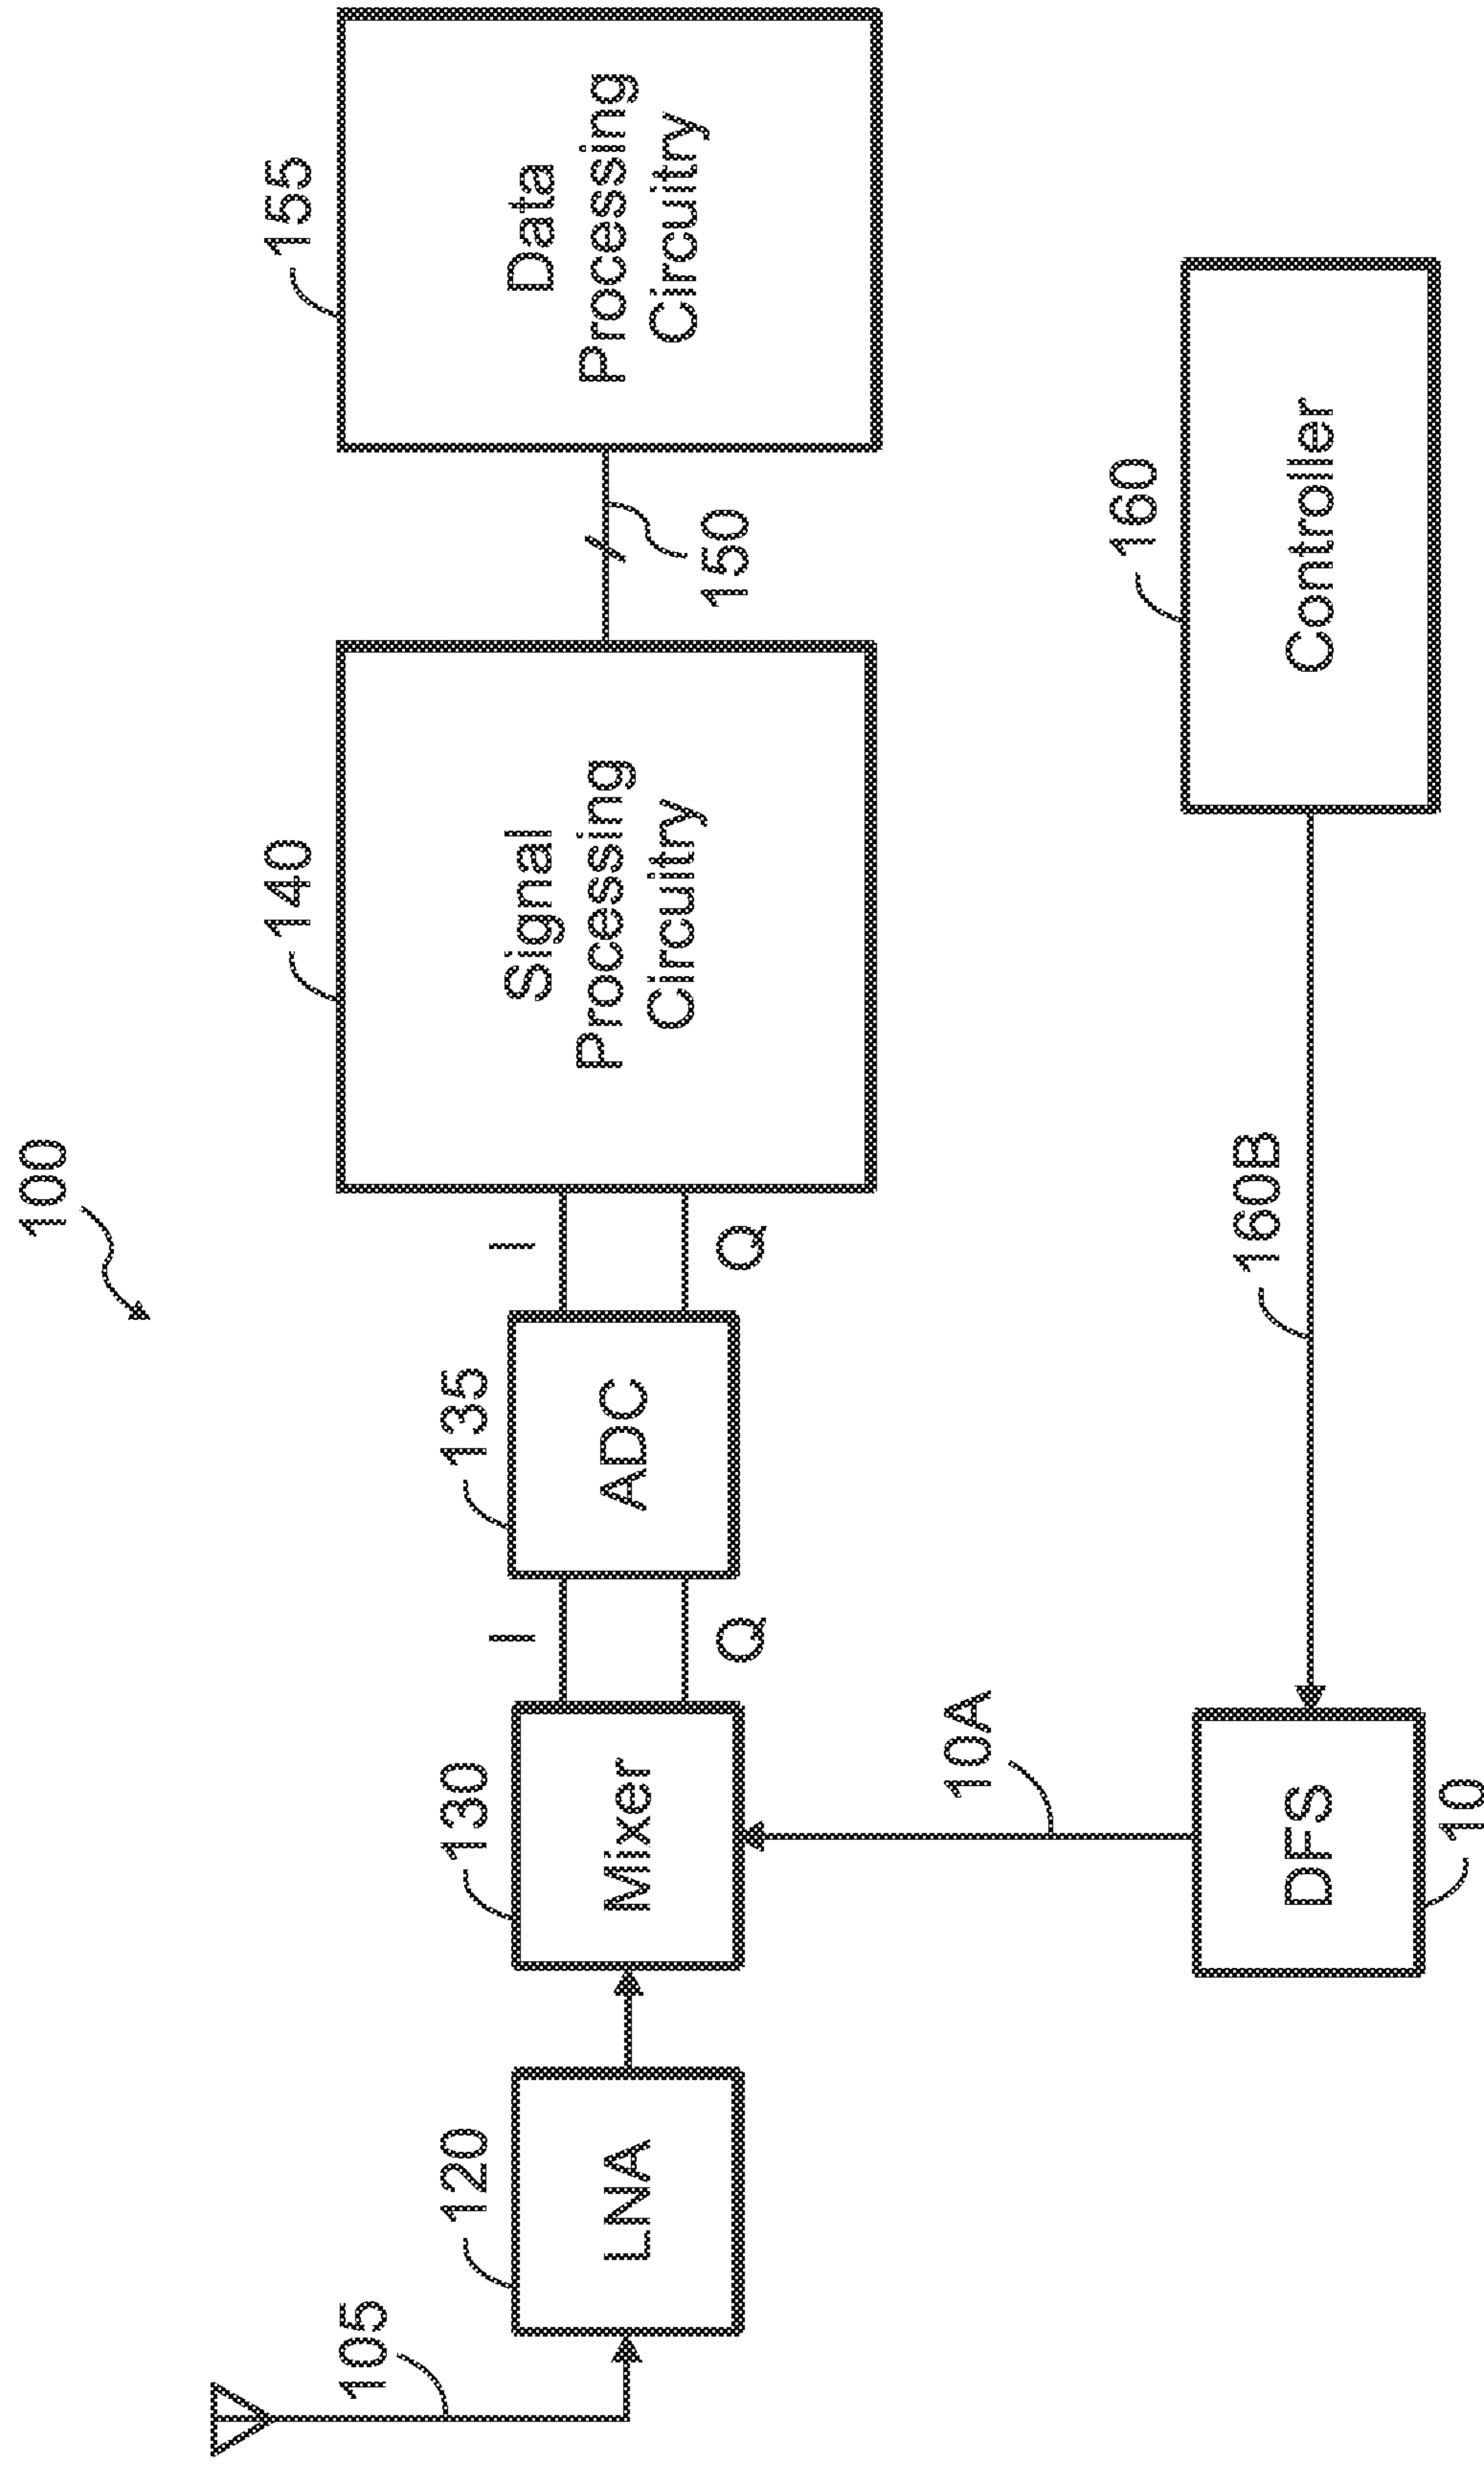 100
105
120
LNA
130
Mixer
I
Q
135
ADC
I
Q
140
Signal
Processing
Circuitry
150
155
Data
Processing
Circuitry
10A
DFS
10
160B
160
Controller